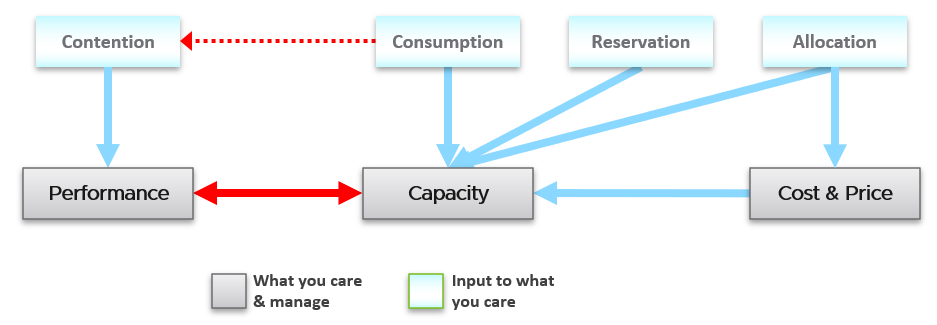 Contention
Consumption
Reservation
Allocation
Performance
Capacity
Cost & Price
What you care
& manage
Input to what
you care